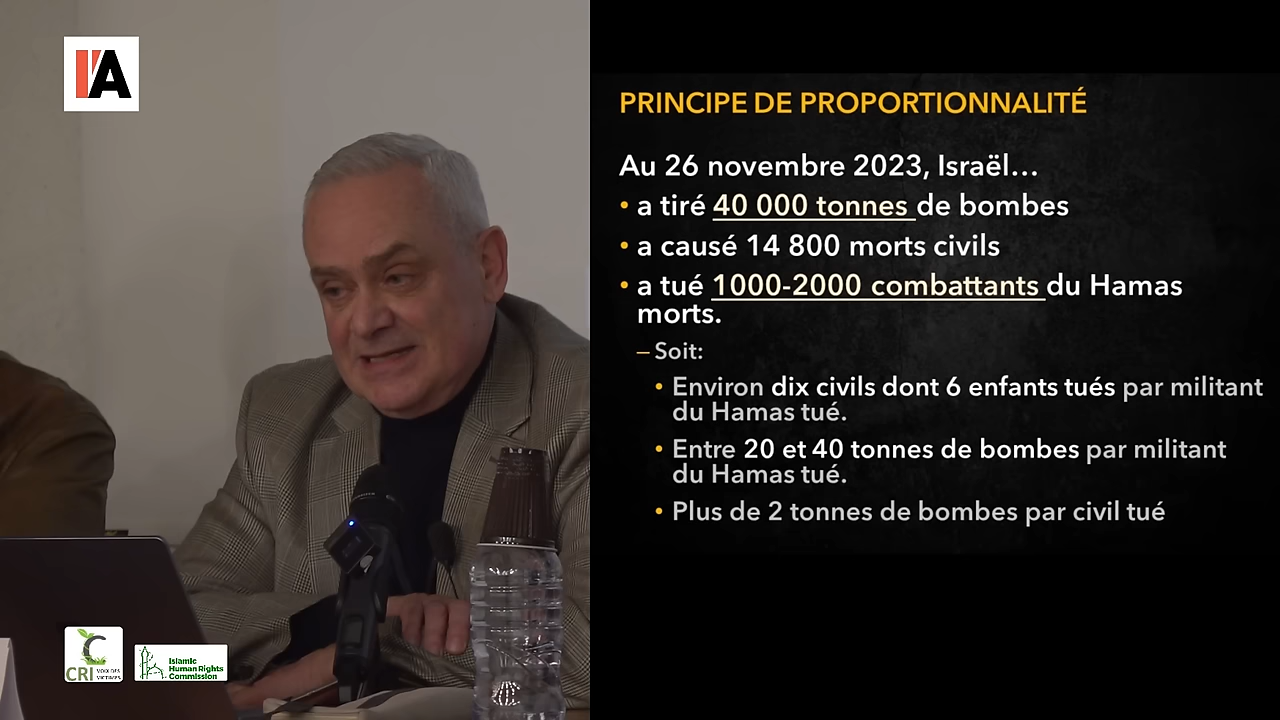 l'A
PRINCIPE DE PROPORTIONNALITÉ
Au 26 novembre 2023, Israël…
• a tiré 40 000 tonnes de bombes
• a causé 14 800 morts civils
• a tué 1000-2000 combattants du Hamas
morts.
– Soit:
• Environ dix civils dont 6 enfants tués par militant
du Hamas tué.
• Entre 20 et 40 tonnes de bombes par militant
du Hamas tué.
• Plus de 2 tonnes de bombes par civil tué
CRI VOIX DES
VICTIMES
Islamic
Human Rights
Commission